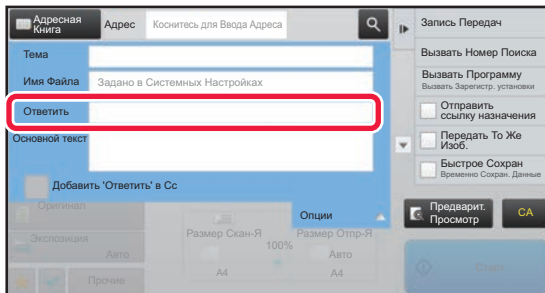 Адресная
Книга
Адрес
Коснитесь для Ввода Адреса
Тема
Имя Файла
Задано в Системных Настройках
Ответить
Основной текст
Добавить 'Ответить' в Cc
Опции
Оригинал
Экспозиция
Авто
Прочие
Размер Скан-Я
100%
A4
Размер Отпр-Я
Авто
A4
Запись Передач
Вызвать Номер Поиска
Вызвать Программу
Вызвать Зарегистр. установки
Отправить
ссылку назначения
Передать То Же
Изоб.
Быстрое Сохран
Временно Сохран. Данные
Предварит.
Просмотр
CA
Старт